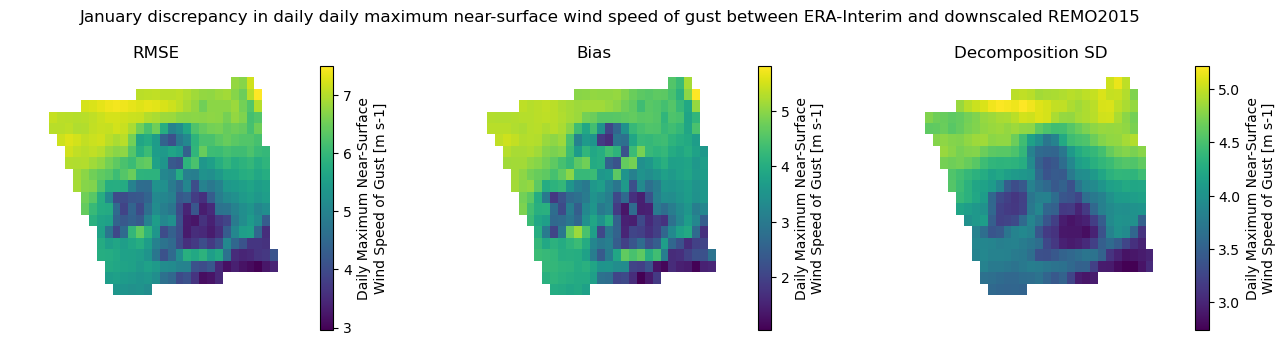 January discrepancy in daily daily maximum near-surface wind speed of gust between ERA-Interim and downscaled REMO2015
RMSE
7
6
5
4
3
Daily Maximum Near-Surface
Wind Speed of Gust [m s-1]
Bias
5
4
3
2
Daily Maximum Near-Surface
Wind Speed of Gust [m s-1]
Decomposition SD
5.0
4.5
4.0
3.5
3.0
Daily Maximum Near-Surface
Wind Speed of Gust [m s-1]